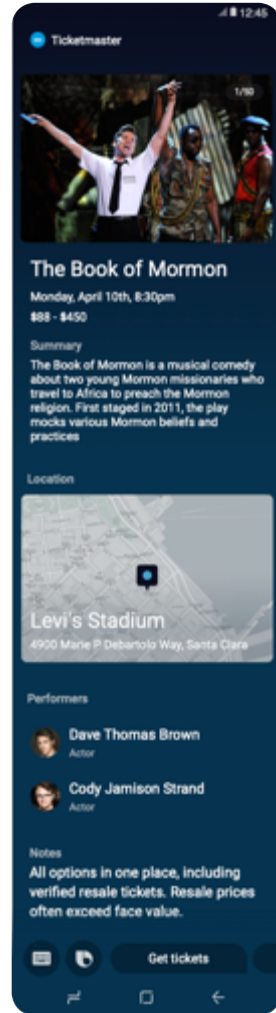 12:45
Ticketmaster
1/50
The Book of Mormon
Monday, April 10th, 8:30pm
$88 - $450
Summary
The Book of Mormon is a musical comedy
about two young Mormon missionaries who
travel to Africa to preach the Mormon
religion. First staged in 2011, the play
mocks various Mormon beliefs and
practices
Location
Levi's Stadium
4900 Marie P Debartolo Way, Santa Clara
Performers
Dave Thomas Brown
Actor
Cody Jamison Strand
Actor
Notes
All options in one place, including
verified resale tickets. Resale prices
often exceed face value.
Get tickets